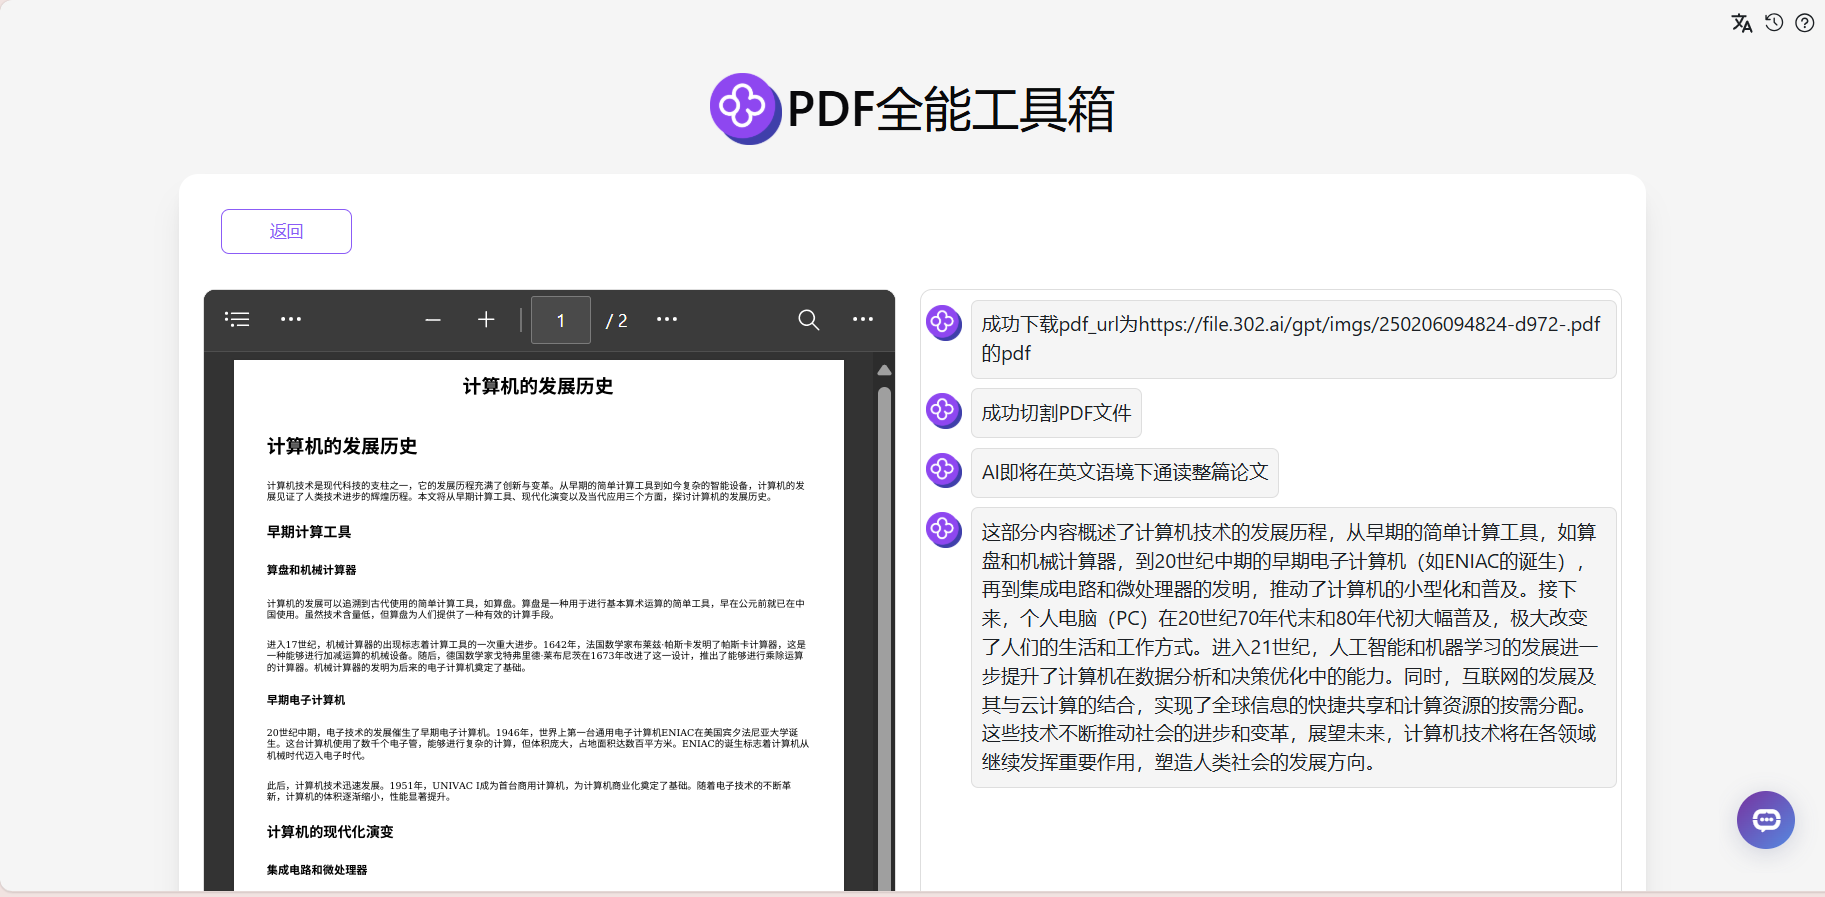 PDF全能工具箱
返回
1 / 2
计算机的发展历史
计算机的发展历史
计算机技术是现代科技的支柱之一，它的发展历程充满了创新与变革。从早期的简单计算工具到如今复杂的智能设备，计算机的发
展见证了人类技术进步的辉煌历程。本文将从早期计算工具、现代化演变以及当代应用三个方面，探讨计算机的发展历史。
早期计算工具
算盘和机械计算器
计算机的发展可以追溯到古代使用的简单计算工具，如算盘。算盘是一种用于进行基本算术运算的简单工具，早在公元前就已在中
国使用。虽然技术含量低，但算盘为人们提供了一种有效的计算手段。
进入17世纪，机械计算器的出现标志着计算工具的一次重大进步。1642年，法国数学家布莱兹·帕斯卡发明了帕斯卡计算器，这是
一种能够进行加减运算的机械设备。随后，德国数学家戈特弗里德·莱布尼茨在1673年改进了这一设计，推出了能够进行乘除运算
的计算器。机械计算器的发明为后来的电子计算机奠定了基础。
早期电子计算机
20世纪中期，电子技术的发展催生了早期电子计算机。1946年，世界上第一台通用电子计算机ENIAC在美国宾夕法尼亚大学诞
生。这台计算机使用了数千个电子管，能够进行复杂的计算，但体积庞大，占地面积达数百平方米。ENIAC的诞生标志着计算机从
机械时代迈入电子时代。
此后，计算机技术迅速发展。1951年，UNIVAC I成为首台商用计算机，为计算机商业化奠定了基础。随着电子技术的不断革
新，计算机的体积逐渐缩小，性能显著提升。
计算机的现代化演变
集成电路和微处理器
成功下载pdf_url为https://file.302.ai/gpt/imgs/250206094824-d972-.pdf
的pdf
成功切割PDF文件
AI即将在英文语境下通读整篇论文
这部分内容概述了计算机技术的发展历程，从早期的简单计算工具，如算
盘和机械计算器，到20世纪中期的早期电子计算机（如ENIAC的诞生），
再到集成电路和微处理器的发明，推动了计算机的小型化和普及。接下
来，个人电脑（PC）在20世纪70年代末和80年代初大幅普及，极大改变
了人们的生活和工作方式。进入21世纪，人工智能和机器学习的发展进一
步提升了计算机在数据分析和决策优化中的能力。同时，互联网的发展及
其与云计算的结合，实现了全球信息的快捷共享和计算资源的按需分配。
这些技术不断推动社会的进步和变革，展望未来，计算机技术将在各领域
继续发挥重要作用，塑造人类社会的发展方向。